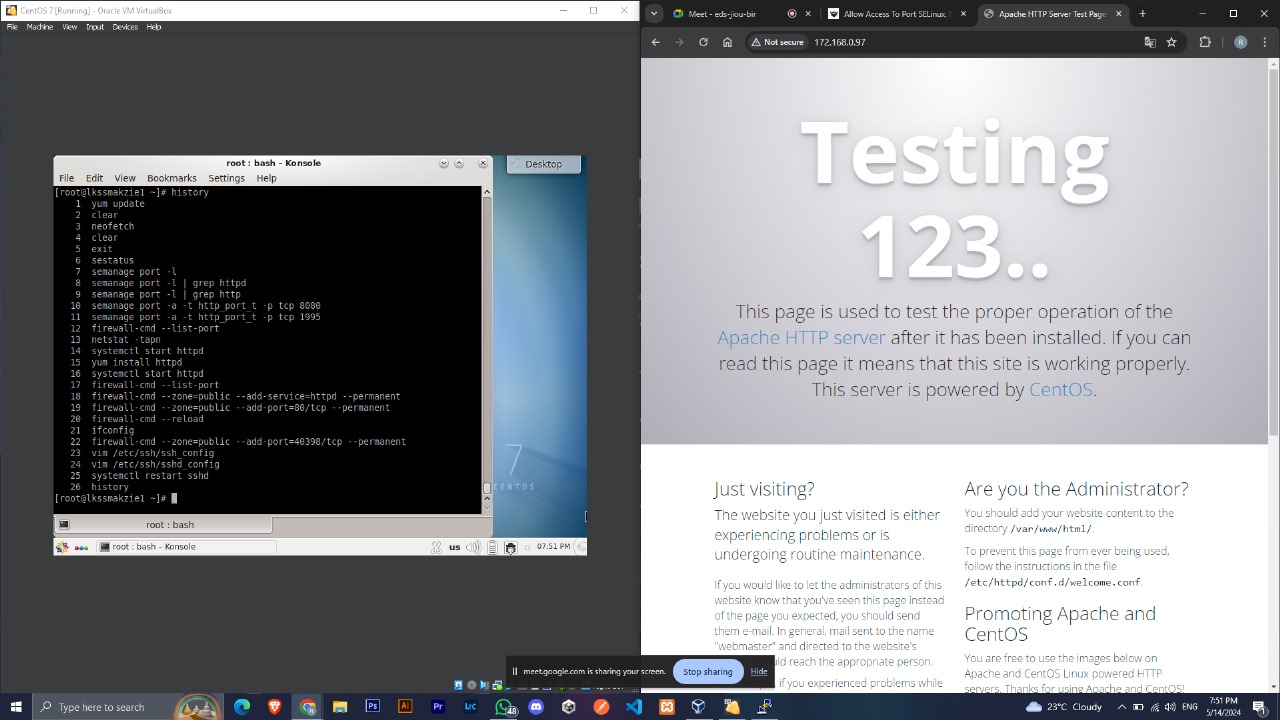 CentOS 7 [Running] - Oracle VM VirtualBox
File Machine View Input Devices Help
root : bash - Konsole
File Edit View Bookmarks Settings Help
[root@lkssmakzie1 ~]# history
1 yum update
2 clear
3 neofetch
4 clear
5 exit
6 sestatus
7 semanage port -l
8 semanage port -l | grep httpd
9 semanage port -l | grep http
10 semanage port -a -t http_port_t -p tcp 8080
11 semanage port -a -t http_port_t -p tcp 1995
12 firewall-cmd --list-port
13 netstat -tapn
14 systemctl start httpd
15 yum install httpd
16 systemctl start httpd
17 firewall-cmd --list-port
18 firewall-cmd --zone=public --add-service=httpd --permanent
19 firewall-cmd --zone=public --add-port=80/tcp --permanent
20 firewall-cmd --reload
21 ifconfig
22 firewall-cmd --zone=public --add-port=40398/tcp --permanent
23 vim /etc/ssh/ssh_config
24 vim /etc/ssh/sshd_config
25 systemctl restart sshd
26 history
[root@lkssmakzie1 ~]#
root : bash
root : bash - Konsole
us
07:51 PM
Desktop
7
CENTOS
Allow Access To Port SELinux,
Apache HTTP Server Test Page
Not secure
172.168.0.97
R
Testing
123..
This page is used to test the proper operation of the
Apache HTTP server after it has been installed. If you can
read this page it means that this site is working properly.
This server is powered by CentOS.
Just visiting?
The website you just visited is either
experiencing problems or is
undergoing routine maintenance.
If you would like to let the administrators of this
website know that you've seen this page instead
of the page you expected, you should send
them e-mail. In general, mail sent to the name
"webmaster" and directed to the website's
reach the appropriate person.
if you experienced problems while
Are you the Administrator?
You should add your website content to the
directory /var/www/html/.
To prevent this page from ever being used,
follow the instructions in the file
/etc/httpd/conf.d/welcome.conf.
Promoting Apache and
CentOS
You are free to use the images below on
Apache and CentOS Linux powered HTTP
servers. Thanks for using Apache and CentOS!
meet.google.com is sharing your screen.
Stop sharing
Hide
Type here to search
Ps
Ai
Pr
Lrc
48
23°C Cloudy
ENG
7:51 PM
5/14/2024